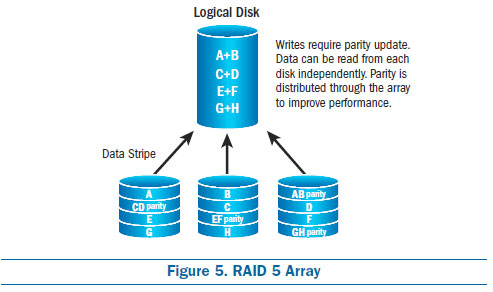 Logical Disk
A+B
C+D
E+F
G+H
Writes require parity update.
Data can be read from each
disk independently. Parity is
distributed through the array
to improve performance.
Data Stripe
A
CD parity
E
G
B
C
EF parity
H
AB parity
D
F
GH parity
Figure 5. RAID 5 Array